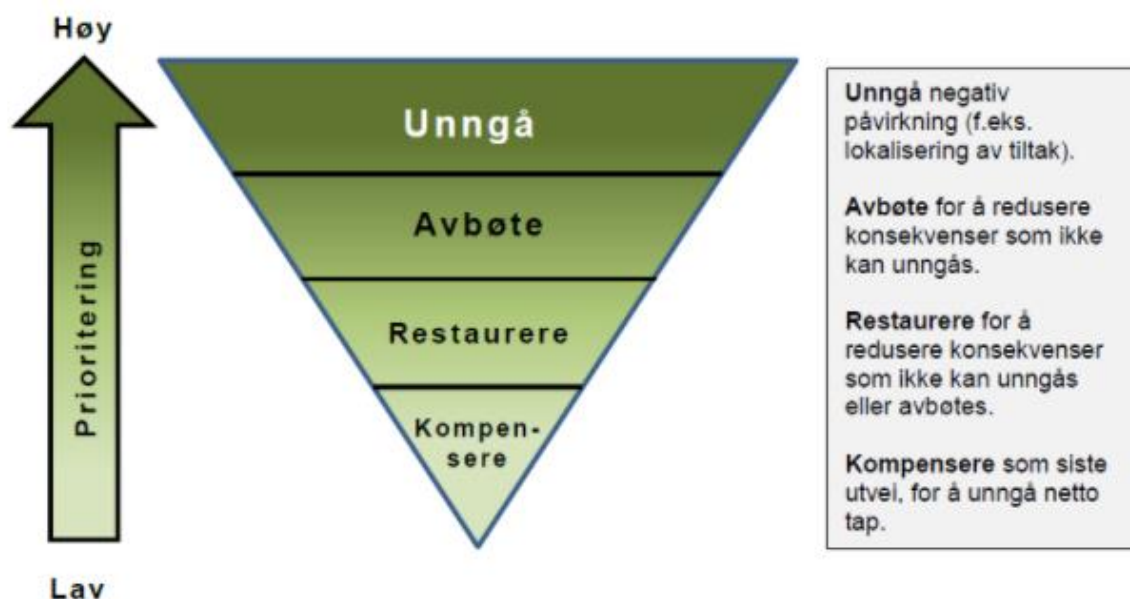 Høy
Prioritering
Lav
Unngå
Avbøte
Restaurere
Kompen-
sere
Unngå negativ
påvirkning (f.eks.
lokalisering av tiltak).
Avbøte for å redusere
konsekvenser som ikke
kan unngås.
Restaurere for å
redusere konsekvenser
som ikke kan unngås
eller avbøtes.
Kompensere som siste
utvei, for å unngå netto
tap.